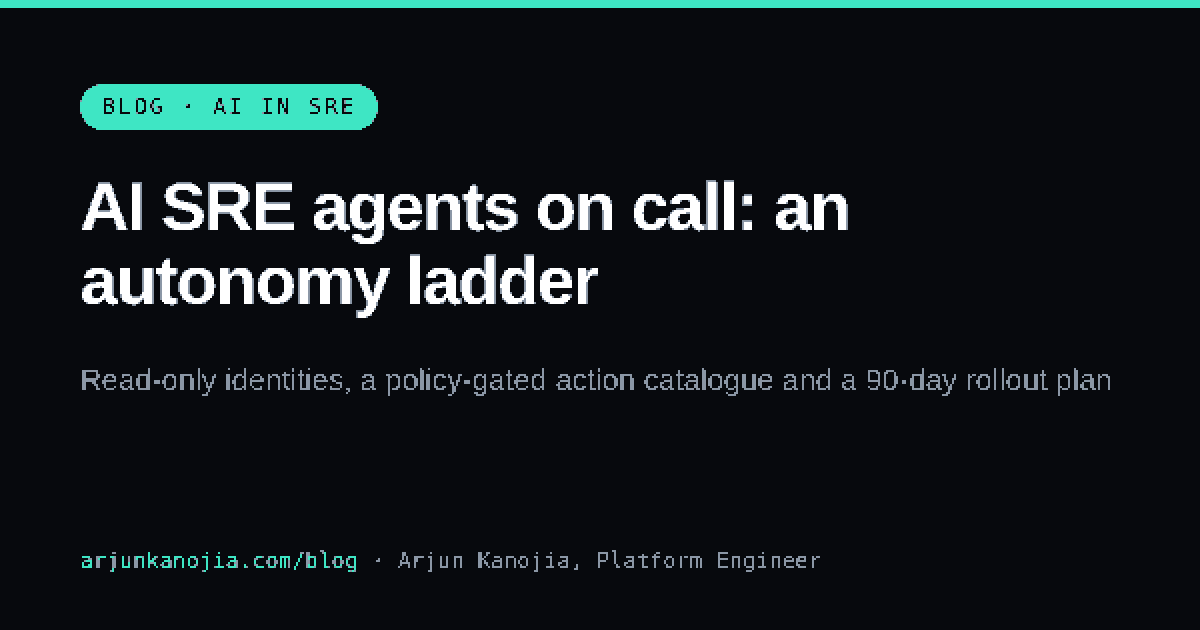 BLOG · AI IN SRE
AI SRE agents on call: an
autonomy ladder
Read-only identities, a policy-gated action catalogue and a 90-day rollout plan
arjunkanojia.com/blog · Arjun Kanojia, Platform Engineer